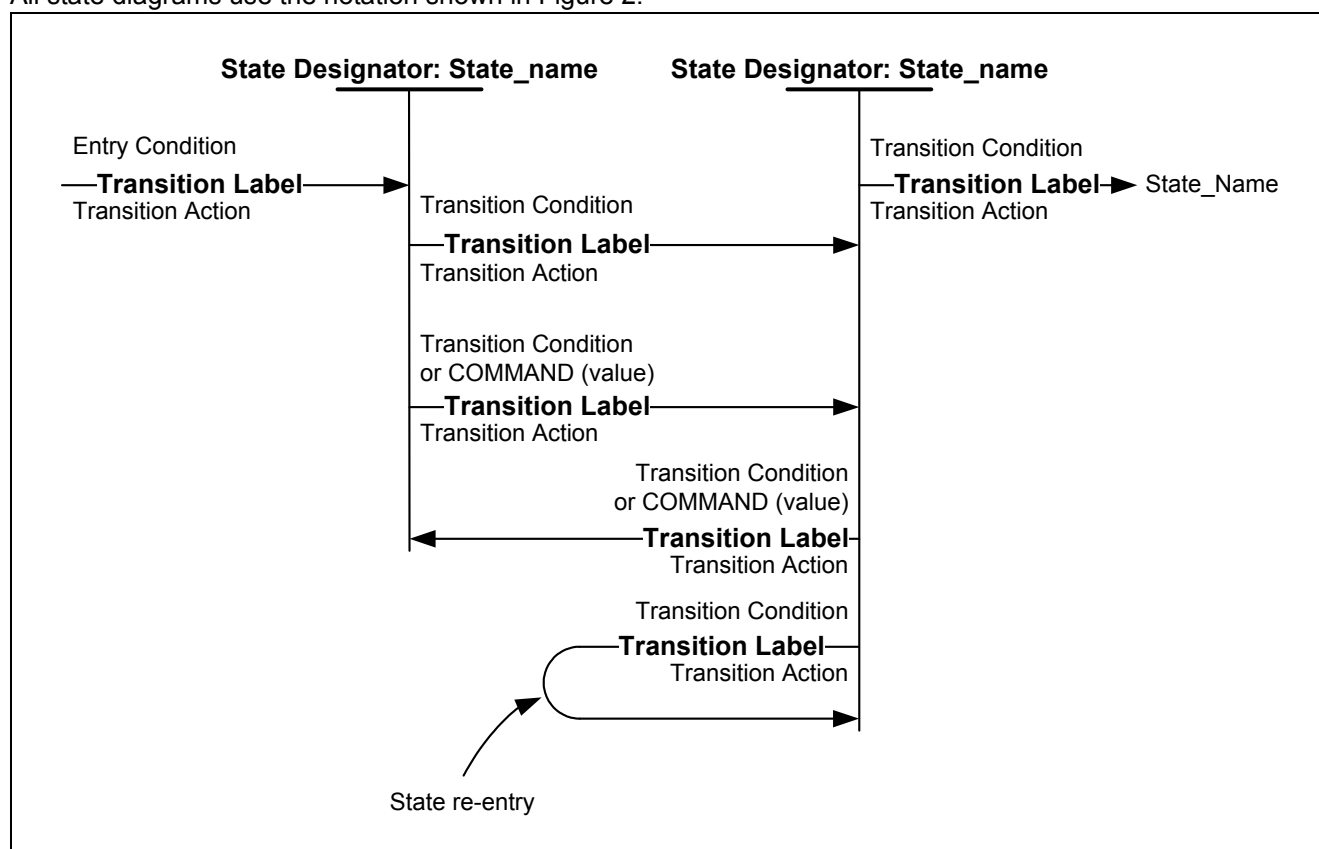 All state diagrams use the notation shown in Figure 2.
State Designator: State_name
State Designator: State_name
Entry Condition
Transition Label
Transition Action
Transition Condition
Transition Label
State_Name
Transition Action
Transition Condition
Transition Label
Transition Action
Transition Condition
or COMMAND (value)
Transition Label
Transition Action
Transition Condition
or COMMAND (value)
Transition Label
Transition Action
Transition Condition
Transition Label
Transition Action
State re-entry